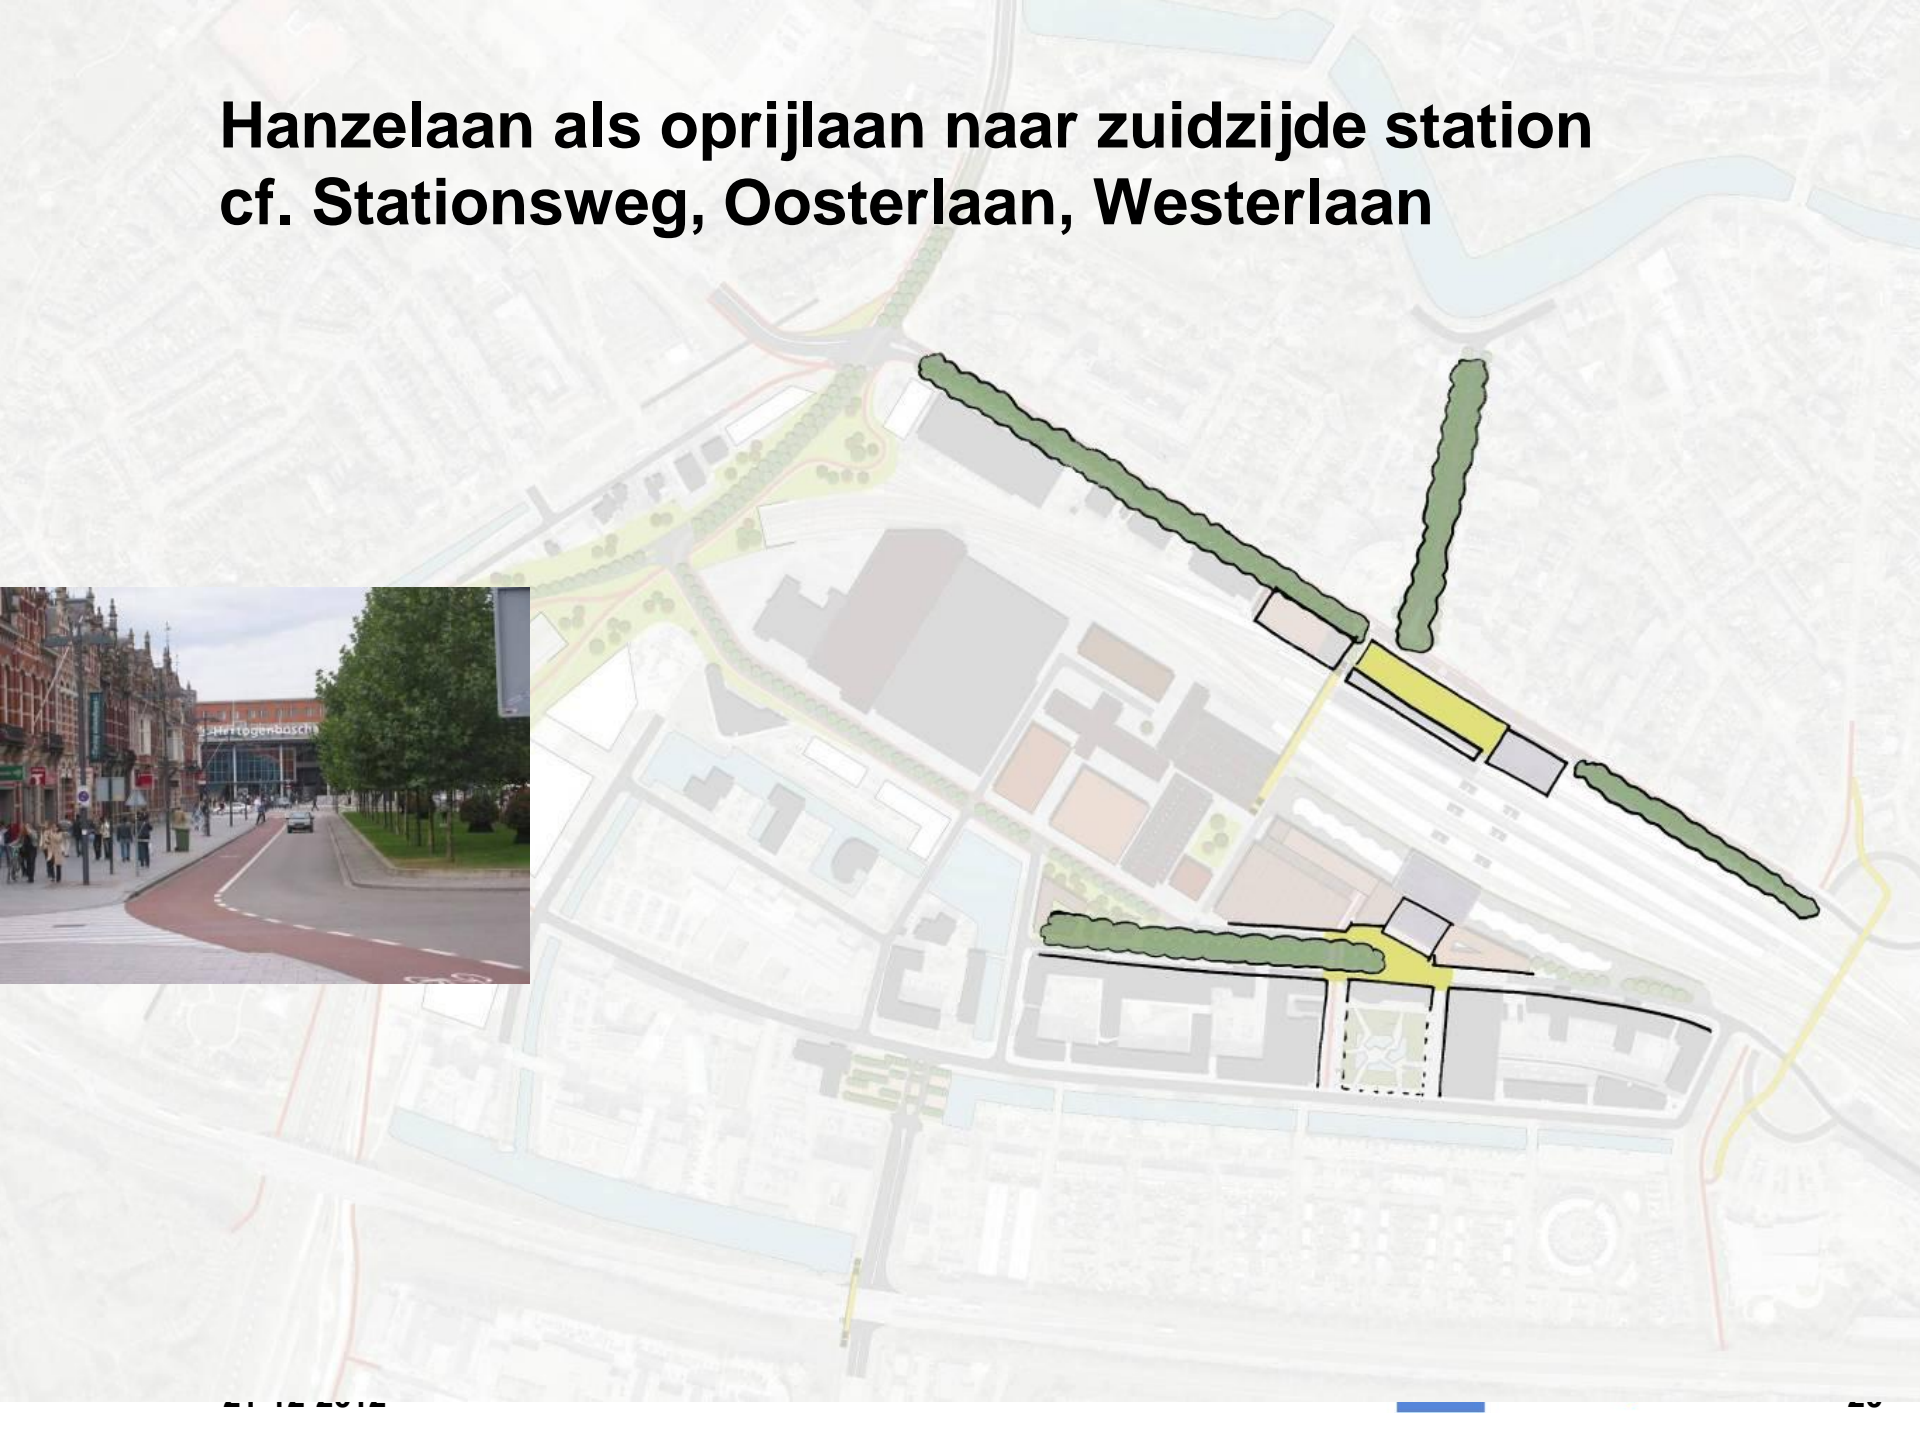 Hanzelaan als oprijlaan naar zuidzijde station
cf. Stationsweg, Oosterlaan, Westerlaan
's-Hertogenbosch